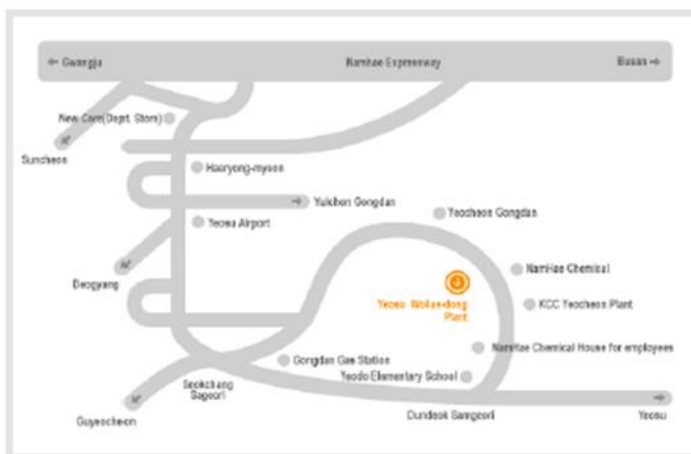 ← Gwangju
Namhae Expressway
Busan →
New Core(Dept. Store)
Suncheon
Haeryong-myeon
Yulchon Gongdan
Yeosu Airport
Yeocheon Gongdan
Deogyang
NamHae Chemical
Yeosu
Plant
KCC Yeocheon Plant
NamHae Chemical House for employees
Gongdan Gas Station
Yeodo Elementary School
Seokchang
Sageori
Guyeocheon
Dundeok Samgeori
Yeosu